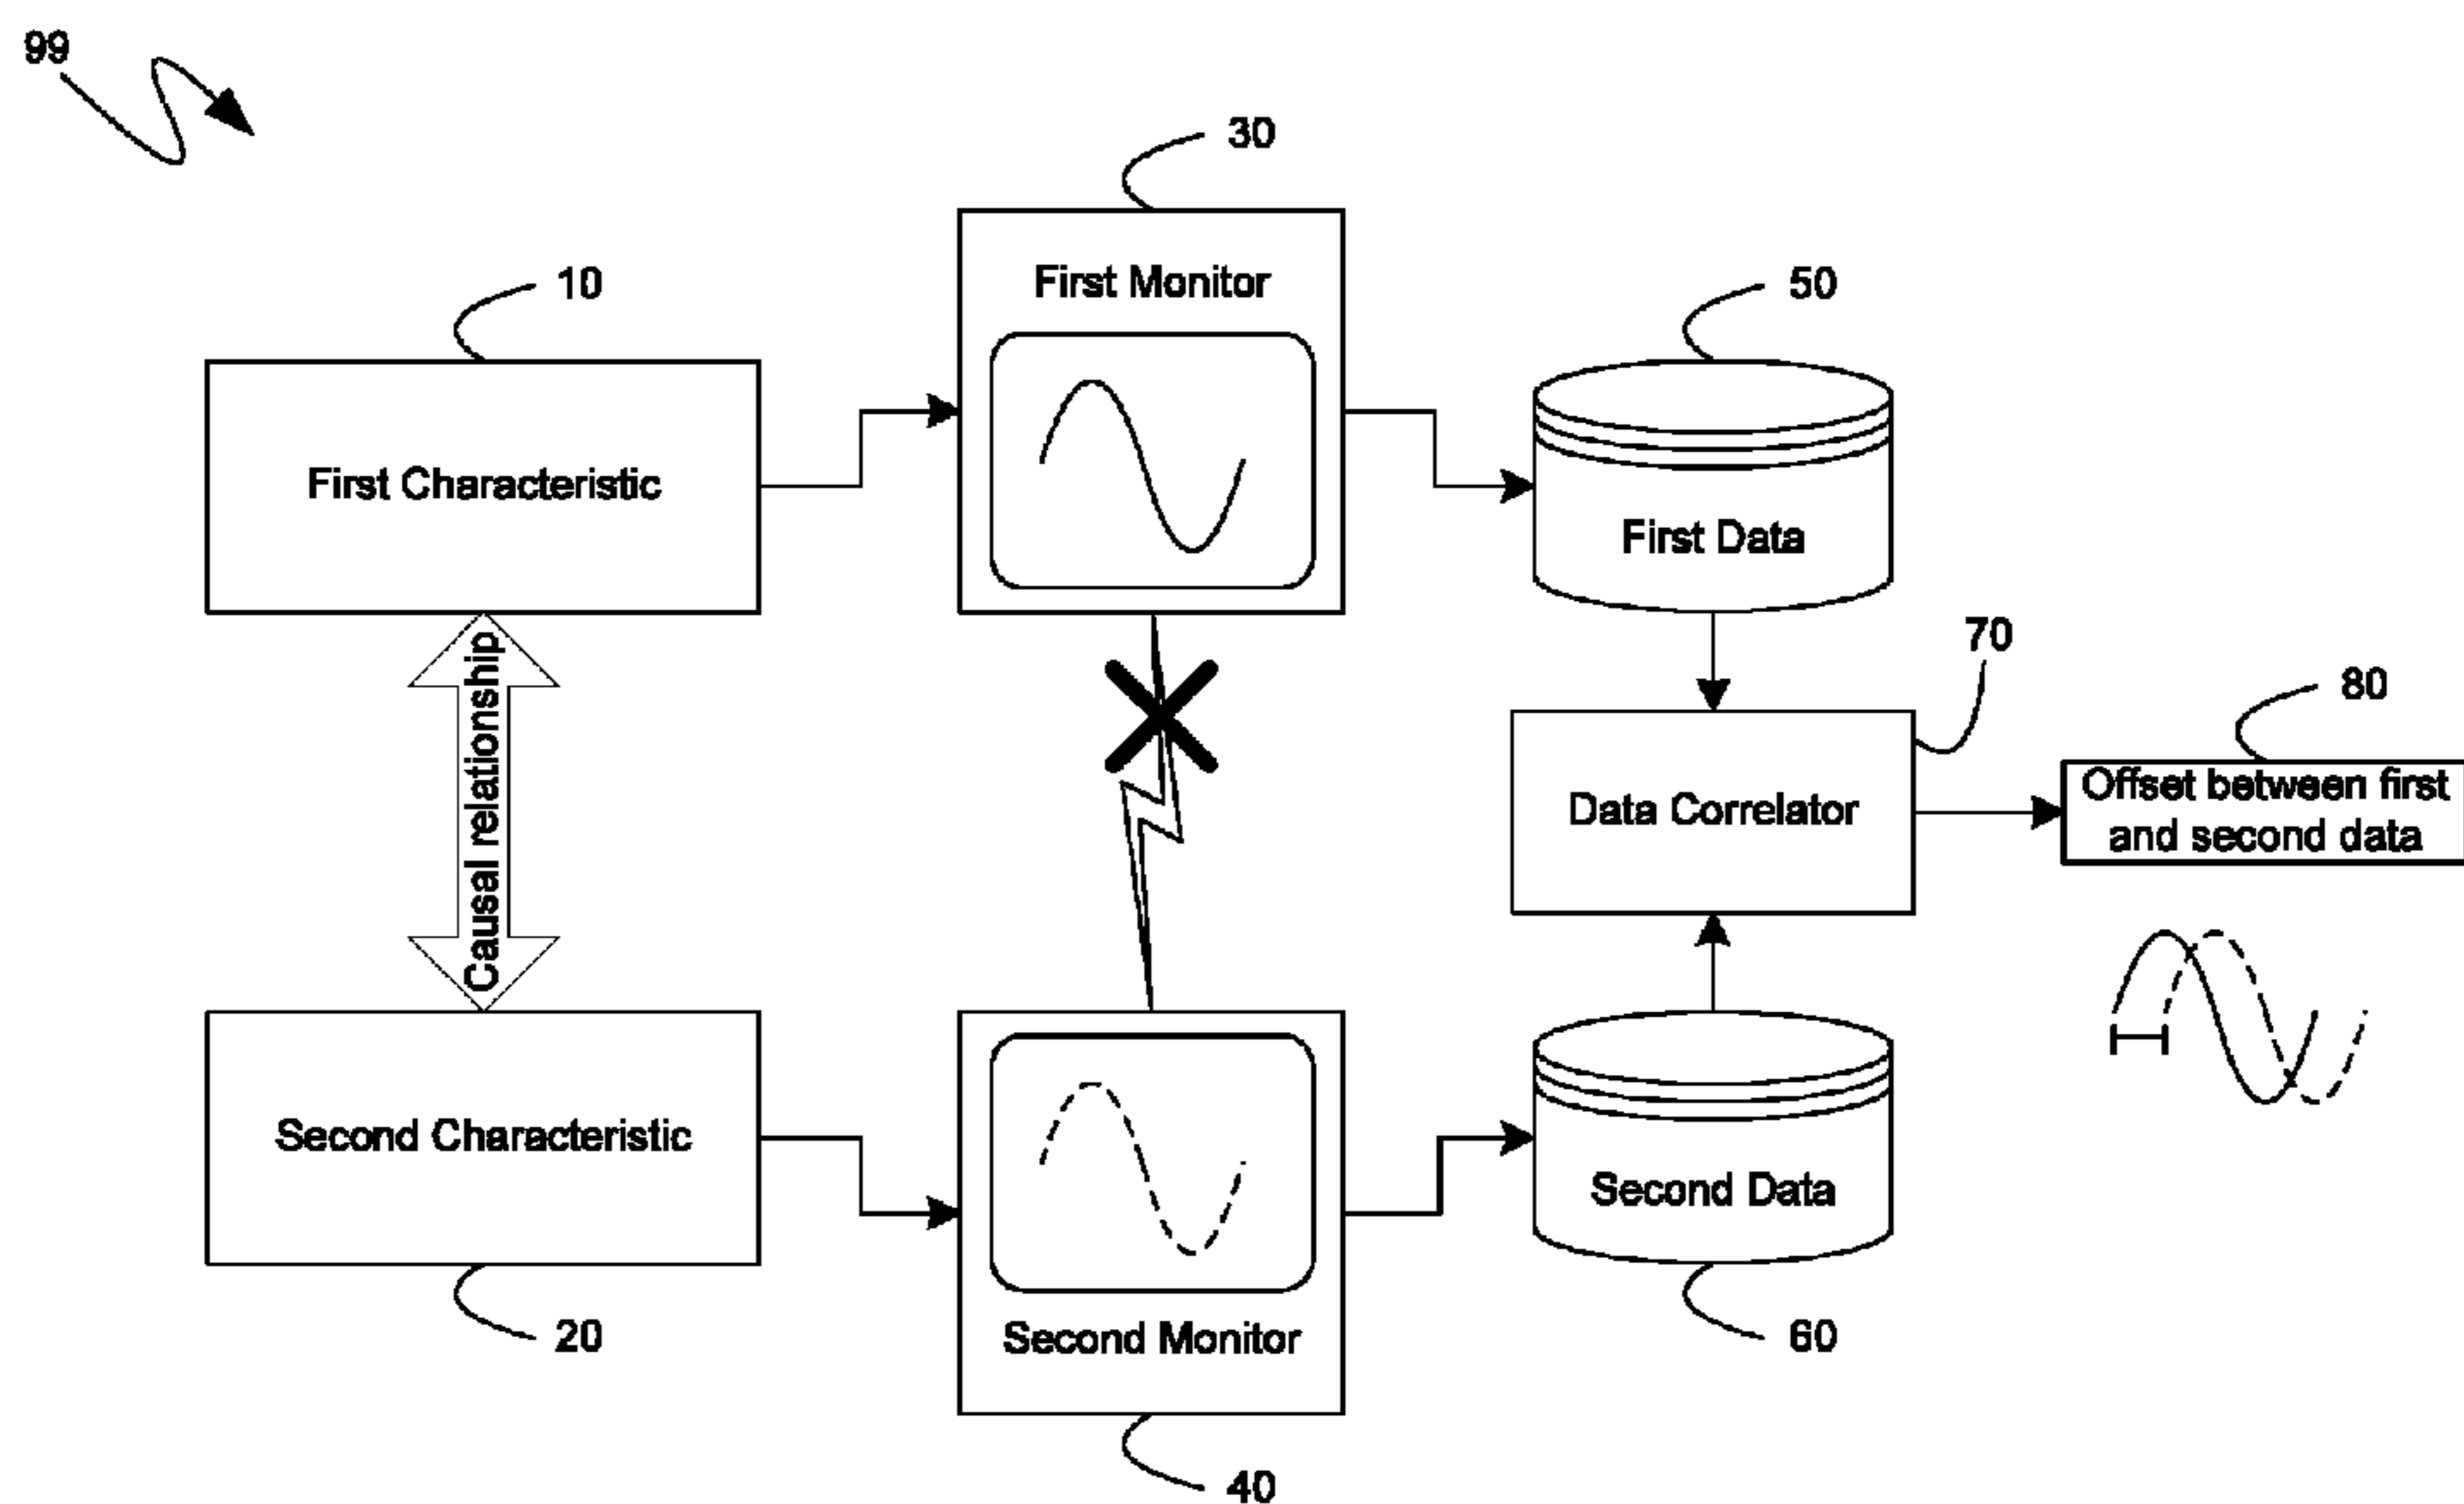 99
30
First Monitor
10
50
First Characteristic
First Data
Causal relationship
70
80
Data Correlator
Offset between first
and second data
Second Characteristic
Second Data
20
Second Monitor
60
40